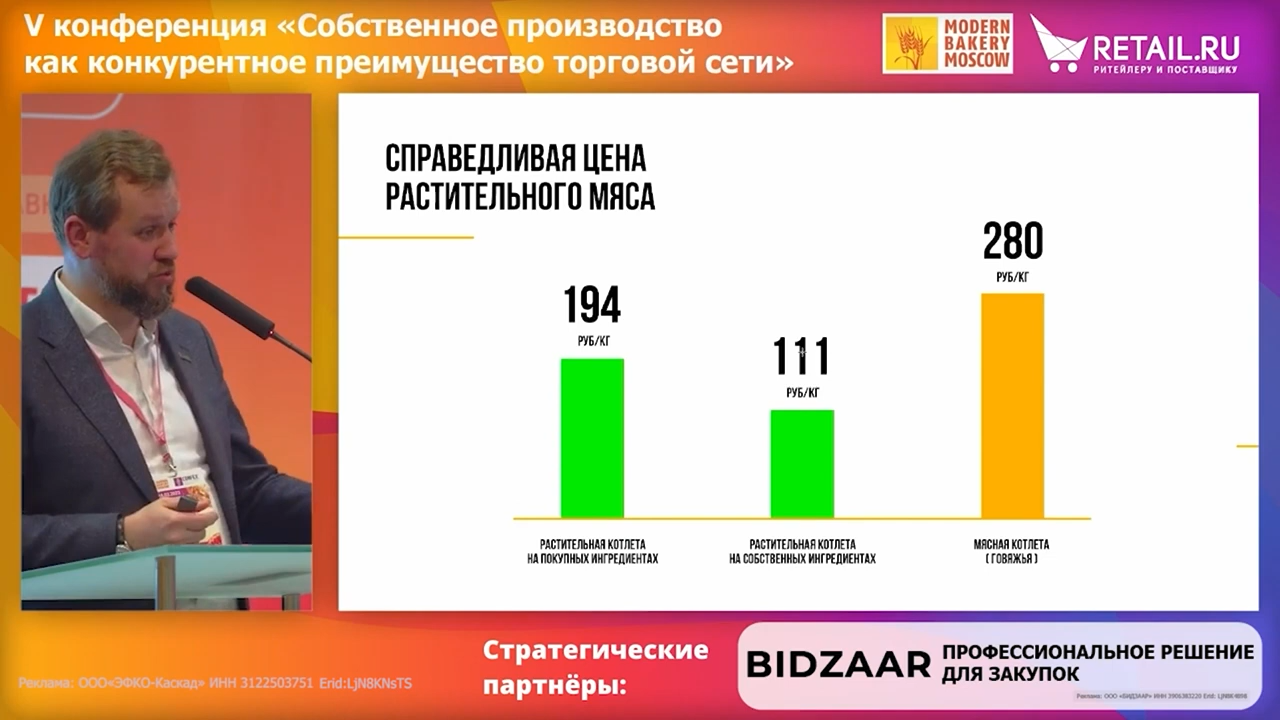 V конференция «Собственное производство
как конкурентное преимущество торговой сети»
MODERN
BAKERY
MOSCOW
RETAIL.RU
РИТЕЙЛЕРУ И ПОСТАВЩИКУ
СПРАВЕДЛИВАЯ ЦЕНА
РАСТИТЕЛЬНОГО МЯСА
194
РУБ/КГ
111
РУБ/КГ
280
РУБ/КГ
РАСТИТЕЛЬНАЯ КОТЛЕТА
НА ПОКУПНЫХ ИНГРЕДИЕНТАХ
РАСТИТЕЛЬНАЯ КОТЛЕТА
НА СОБСТВЕННЫХ ИНГРЕДИЕНТАХ
МЯСНАЯ КОТЛЕТА
( ГОВЯЖЬЯ )
Стратегические
партнёры:
BIDZAAR
ПРОФЕССИОНАЛЬНОЕ РЕШЕНИЕ
ДЛЯ ЗАКУПОК
Реклама: ООО«ЭФКО-Каскад» ИНН 3122503751 Erid:LjN8KNsTS